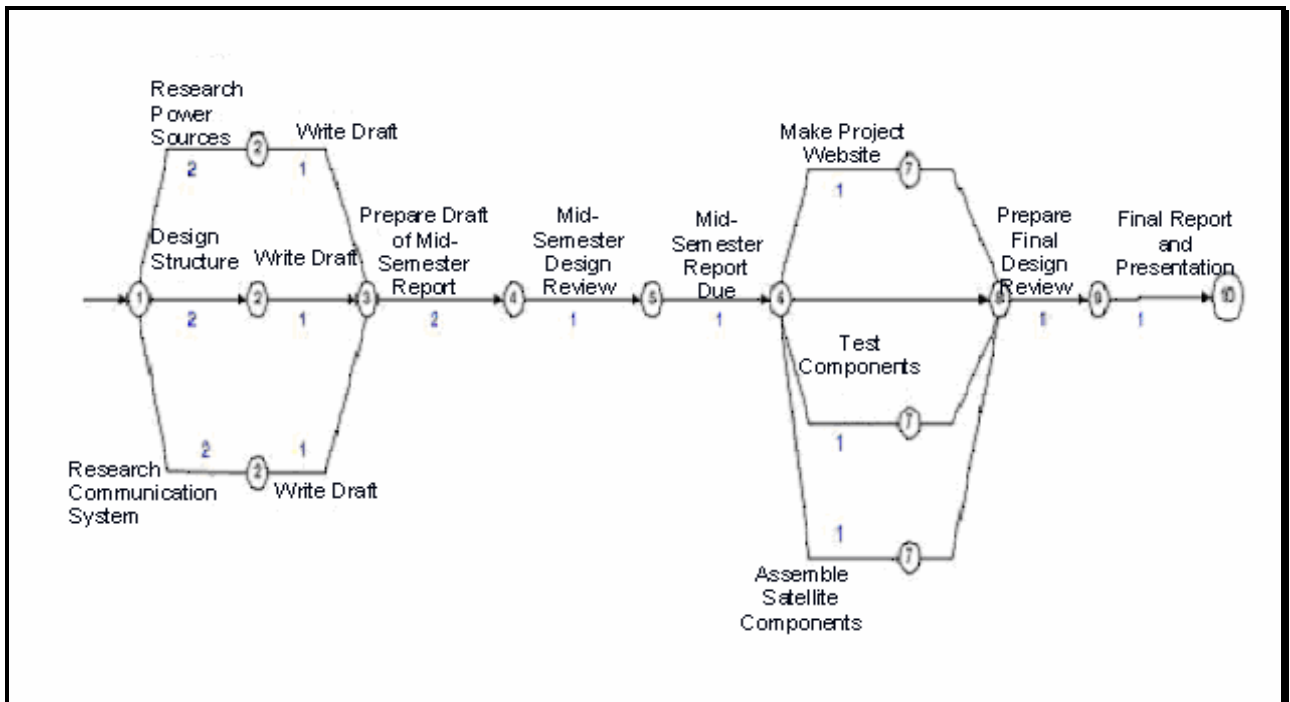 Research
Power
Sources
Write Draft
2
2
1
Make Project
Website
7
1
Design
Structure
Write Draft
Prepare Draft
of Mid-
Semester
Report
Mid-
Semester
Design
Review
Mid-
Semester
Report
Due
Prepare
Final
Design
Review
Final Report
and
Presentation
1
2
3
4
5
6
8
9
10
2
1
2
1
1
1
1
Test
Components
7
1
2
1
2
Research
Communication
System
Write Draft
1
7
Assemble
Satellite
Components